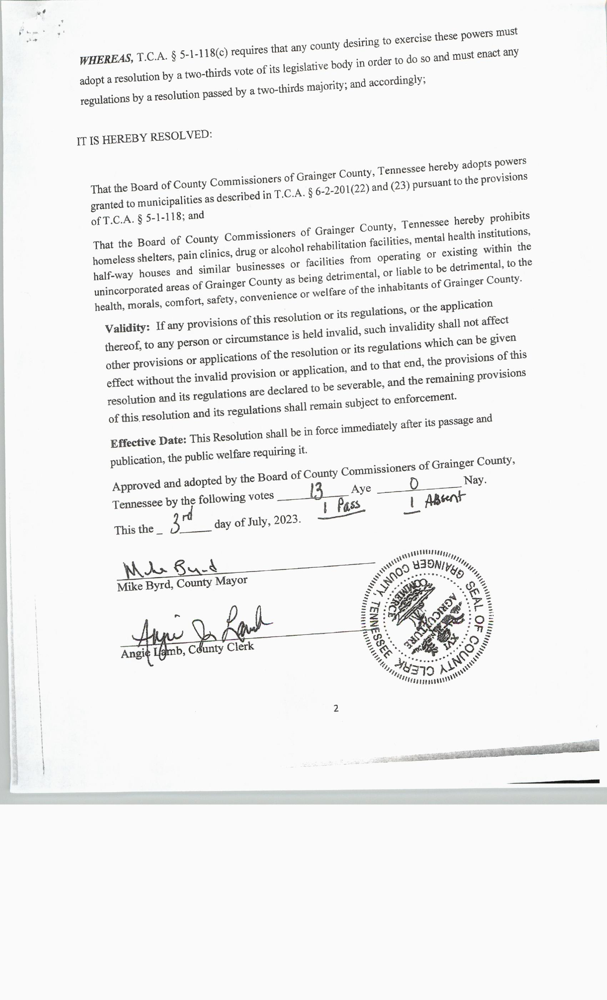 WHEREAS, T.C.A. § 5-1-118(c) requires that any county desiring to exercise these powers must
adopt a resolution by a two-thirds vote of its legislative body in order to do so and must enact any
regulations by a resolution passed by a two-thirds majority; and accordingly;
IT IS HEREBY RESOLVED:
That the Board of County Commissioners of Grainger County, Tennessee hereby adopts powers
granted to municipalities as described in T.C.A. § 6-2-201(22) and (23) pursuant to the provisions
of T.C.A. § 5-1-118; and
That the Board of County Commissioners of Grainger County, Tennessee hereby prohibits
homeless shelters, pain clinics, drug or alcohol rehabilitation facilities, mental health institutions,
half-way houses and similar businesses or facilities from operating or existing within the
unincorporated areas of Grainger County as being detrimental, or liable to be detrimental, to the
health, morals, comfort, safety, convenience or welfare of the inhabitants of Grainger County.
Validity: If any provisions of this resolution or its regulations, or the application
thereof, to any person or circumstance is held invalid, such invalidity shall not affect
other provisions or applications of the resolution or its regulations which can be given
effect without the invalid provision or application, and to that end, the provisions of this
resolution and its regulations are declared to be severable, and the remaining provisions
of this resolution and its regulations shall remain subject to enforcement.
Effective Date: This Resolution shall be in force immediately after its passage and
publication, the public welfare requiring it.
Approved and adopted by the Board of County Commissioners of Grainger County,
Tennessee by the following votes 13 Aye 0 Nay.
1 Pass 1 Absent
This the 3rd day of July, 2023.
Mike Byrd
Mike Byrd, County Mayor
Angie Lamb
Angie Lamb, County Clerk
SEAL OF COUNTY CLERK
GRAINGER COUNTY, TENNESSEE
XVI
AGRICULTURE
COMMERCE
2